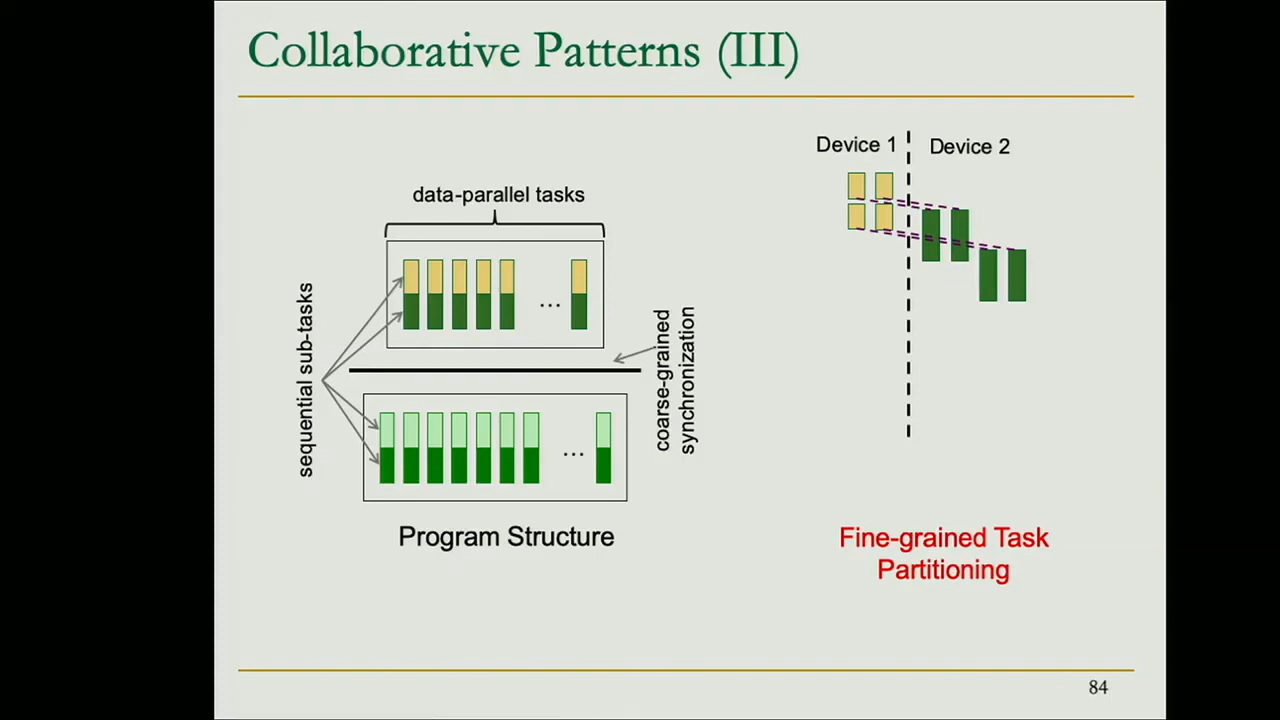 Collaborative Patterns (III)
data-parallel tasks
...
sequential sub-tasks
coarse-grained
synchronization
...
Program Structure
Device 1
Device 2
Fine-grained Task
Partitioning
84